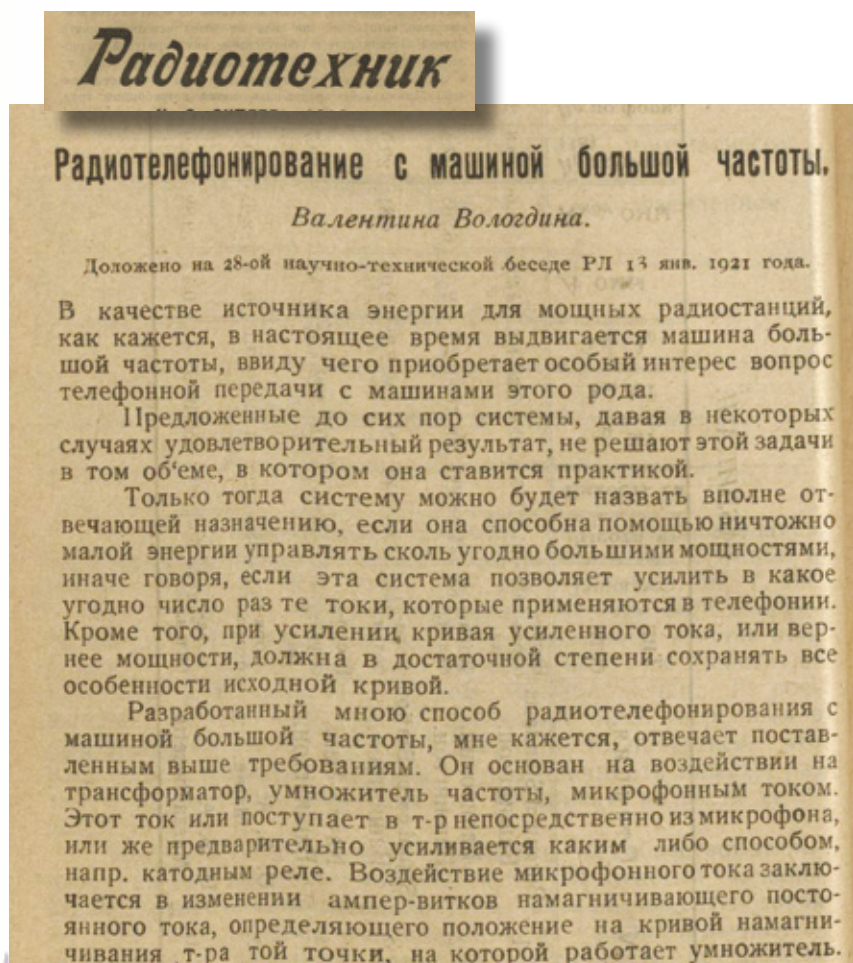 Радиотехник
Радиотелефонирование с машиной большой частоты.
Валентина Вологдина.
Доложено на 28-ой научно-технической беседе РЛ 13 янв. 1921 года.
В качестве источника энергии для мощных радиостанций,
как кажется, в настоящее время выдвигается машина боль-
шой частоты, ввиду чего приобретает особый интерес вопрос
телефонной передачи с машинами этого рода.
Предложенные до сих пор системы, давая в некоторых
случаях удовлетворительный результат, не решают этой задачи
в том об‘еме, в котором она ставится практикой.
Только тогда систему можно будет назвать вполне от-
вечающей назначению, если она способна помощью ничтожно
малой энергии управлять сколь угодно большими мощностями,
иначе говоря, если эта система позволяет усилить в какое
угодно число раз те токи, которые применяются в телефонии.
Кроме того, при усилении, кривая усиленного тока, или вер-
нее мощности, должна в достаточной степени сохранять все
особенности исходной кривой.
Разработанный мною способ радиотелефонирования с
машиной большой частоты, мне кажется, отвечает постав-
ленным выше требованиям. Он основан на воздействии на
трансформатор, умножитель частоты, микрофонным током.
Этот ток или поступает в т-р непосредственно из микрофона,
или же предварительно усиливается каким либо способом,
напр. катодным реле. Воздействие микрофонного тока заклю-
чается в изменении ампер-витков намагничивающего посто-
янного тока, определяющего положение на кривой намагни-
чивания т-ра той точки, на которой работает умножитель.